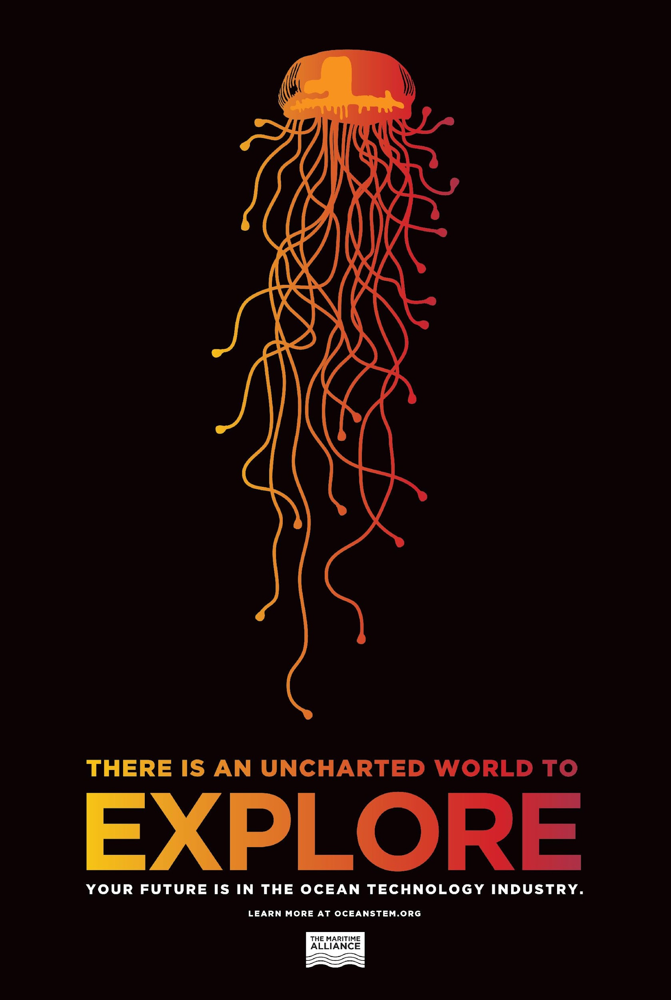 THERE IS AN UNCHARTED WORLD TO
EXPLORE
YOUR FUTURE IS IN THE OCEAN TECHNOLOGY INDUSTRY.
LEARN MORE AT OCEANSTEM.ORG
THE MARITIME
ALLIANCE